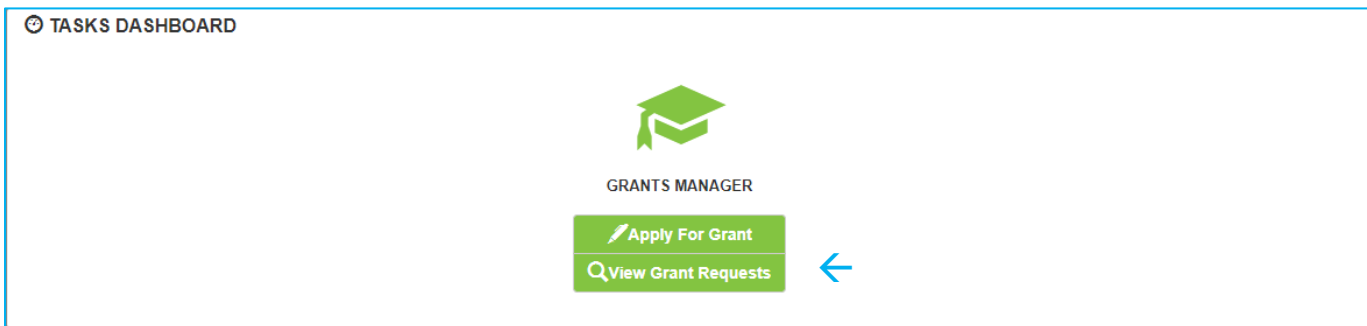 TASKS DASHBOARD
GRANTS MANAGER
Apply For Grant
View Grant Requests